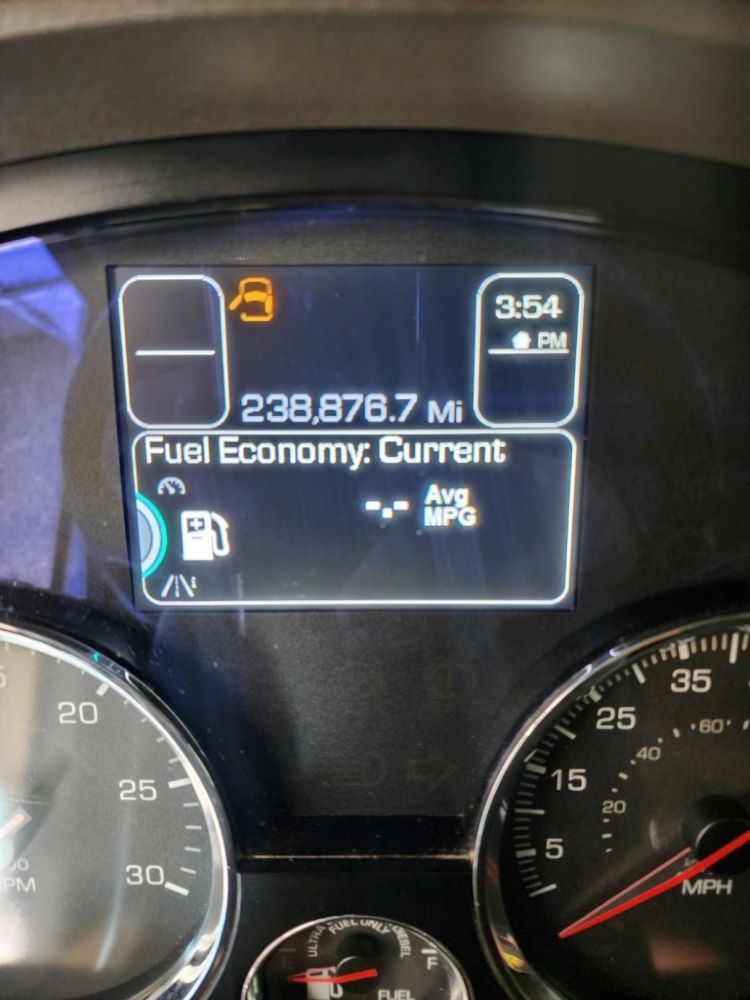 3:54
PM
238,876.7 Mi
Fuel Economy: Current
-.- Avg
MPG
20
25
30
35
25
15
5
60
40
20
MPH
ULTRA
FUEL ONLY
DIESEL
F
FUEL